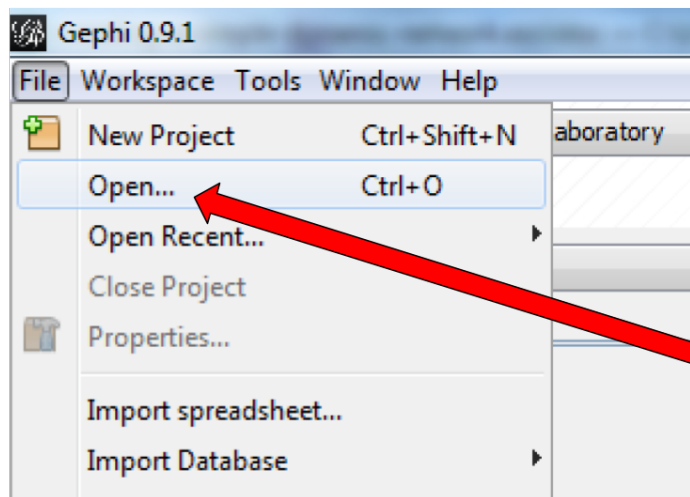 Gephi 0.9.1
File Workspace Tools Window Help
New Project Ctrl+Shift+N
aboratory
Open... Ctrl+O
Open Recent...
Close Project
Properties...
Import spreadsheet...
Import Database